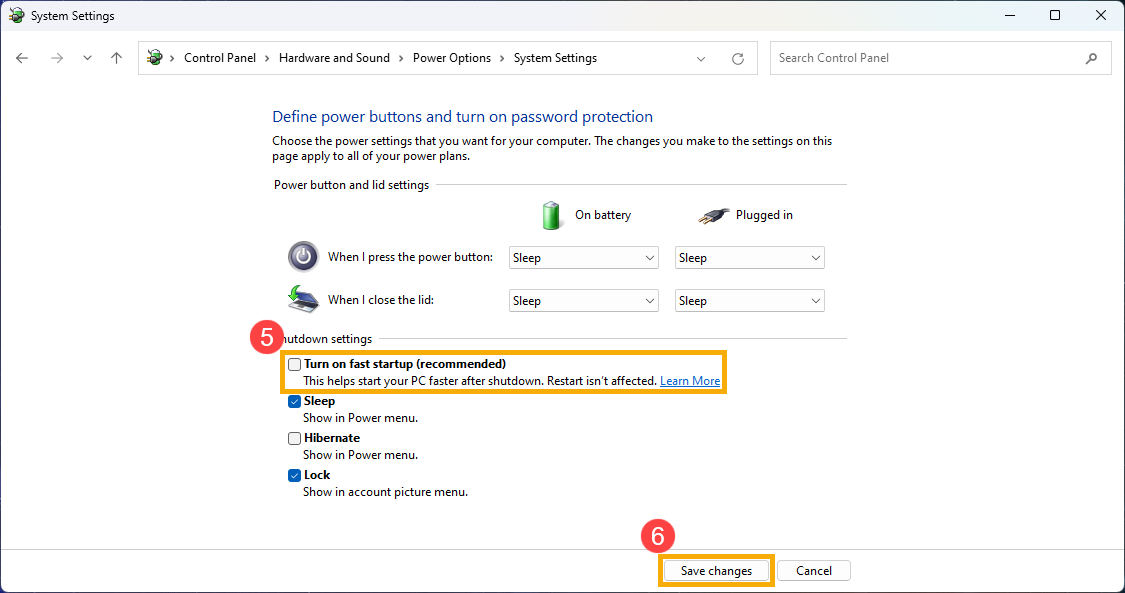 System Settings
Control Panel > Hardware and Sound > Power Options > System Settings
Search Control Panel
Define power buttons and turn on password protection
Choose the power settings that you want for your computer. The changes you make to the settings on this
page apply to all of your power plans.
Power button and lid settings
On battery
Plugged in
When I press the power button: Sleep Sleep
When I close the lid: Sleep Sleep
5
utdown settings
Turn on fast startup (recommended)
This helps start your PC faster after shutdown. Restart isn't affected. Learn More
Sleep
Show in Power menu.
Hibernate
Show in Power menu.
Lock
Show in account picture menu.
6
Save changes Cancel